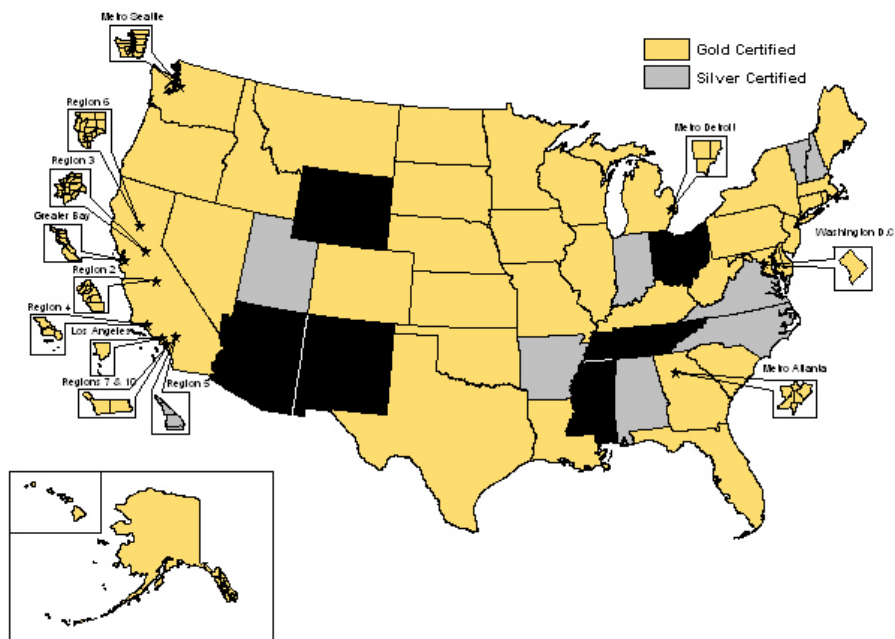 Metro Seattle
Gold Certified
Silver Certified
Region 6
Metro Detroit
Region 3
Greater Bay
Washington D.C
Region 2
Region 4
Los Angeles
Metro Atlanta
Regions 7 & 10
Region 5